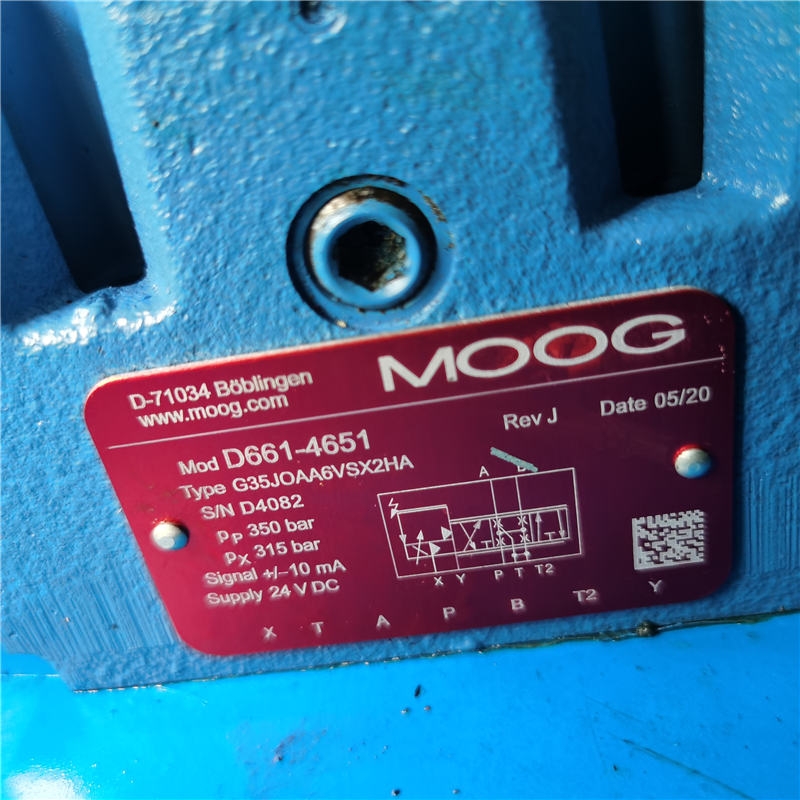 MOOG
D-71034 Böblingen
www.moog.com
Rev J Date 05/20
Mod D661-4651
Type G35JOAA6VSX2HA
S/N D4082
pP 350 bar
pX 315 bar
Signal +/–10 mA
Supply 24 V DC
A
T T
X Y P T T2
X T A P B T2 Y